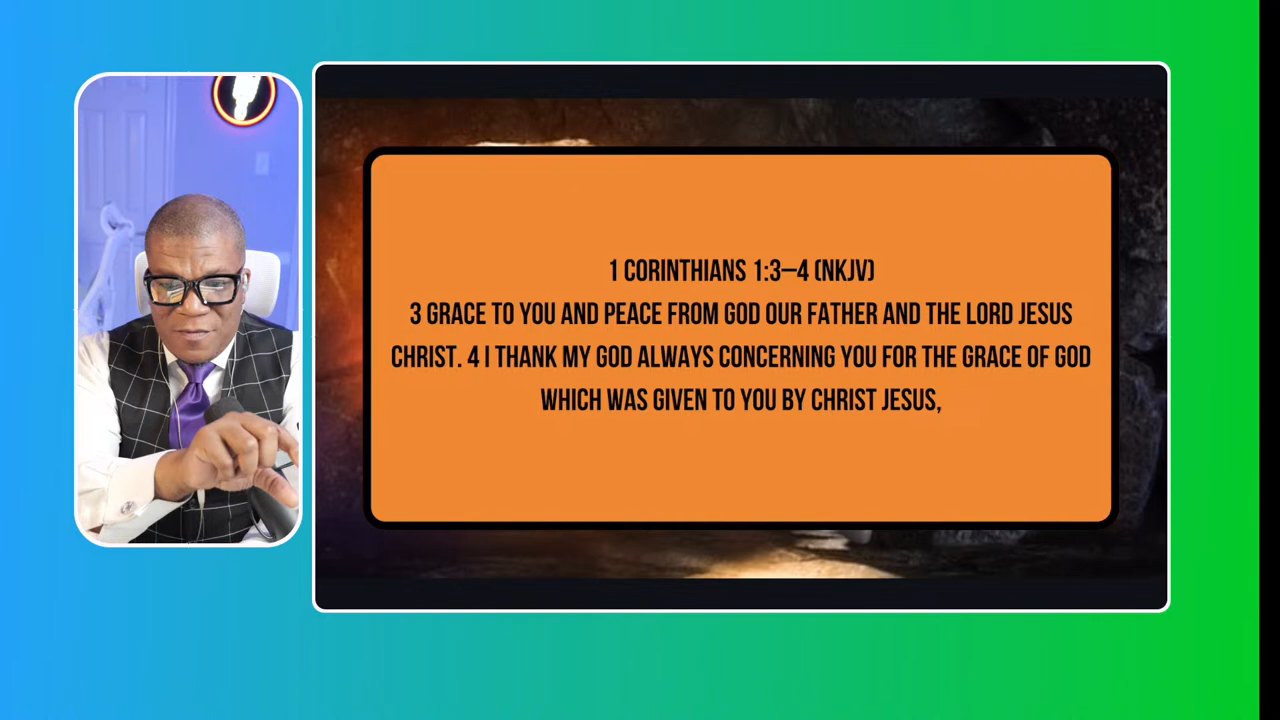 1 CORINTHIANS 1:3–4 (NKJV)
3 GRACE TO YOU AND PEACE FROM GOD OUR FATHER AND THE LORD JESUS
CHRIST. 4 I THANK MY GOD ALWAYS CONCERNING YOU FOR THE GRACE OF GOD
WHICH WAS GIVEN TO YOU BY CHRIST JESUS,